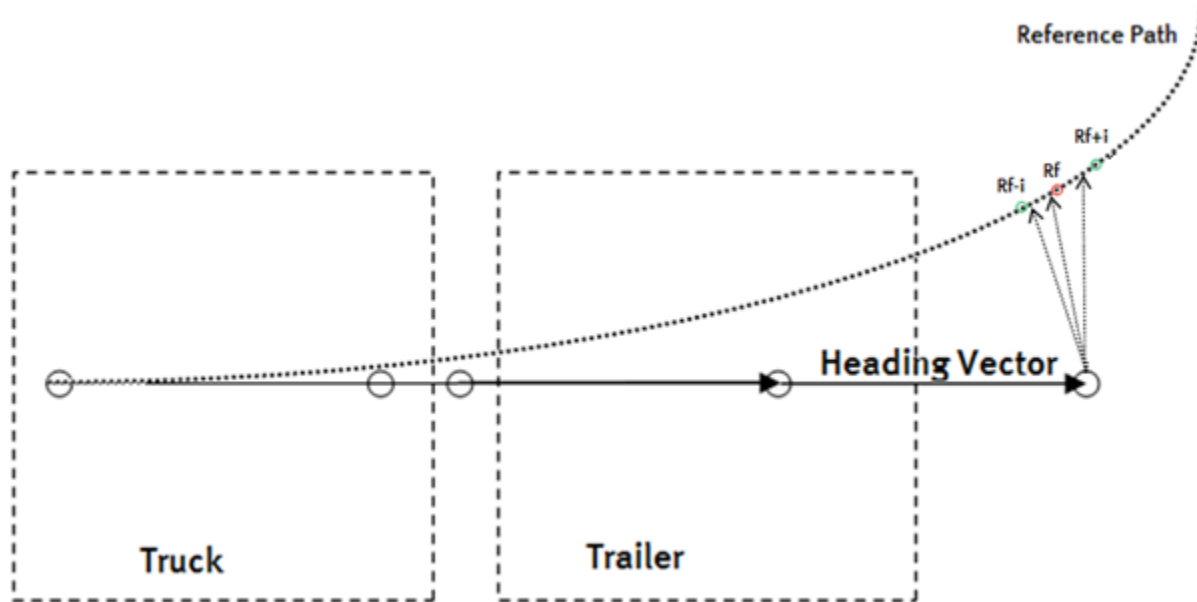 Reference Path
Rf+i
Rf
Rf-i
Heading Vector
Truck
Trailer